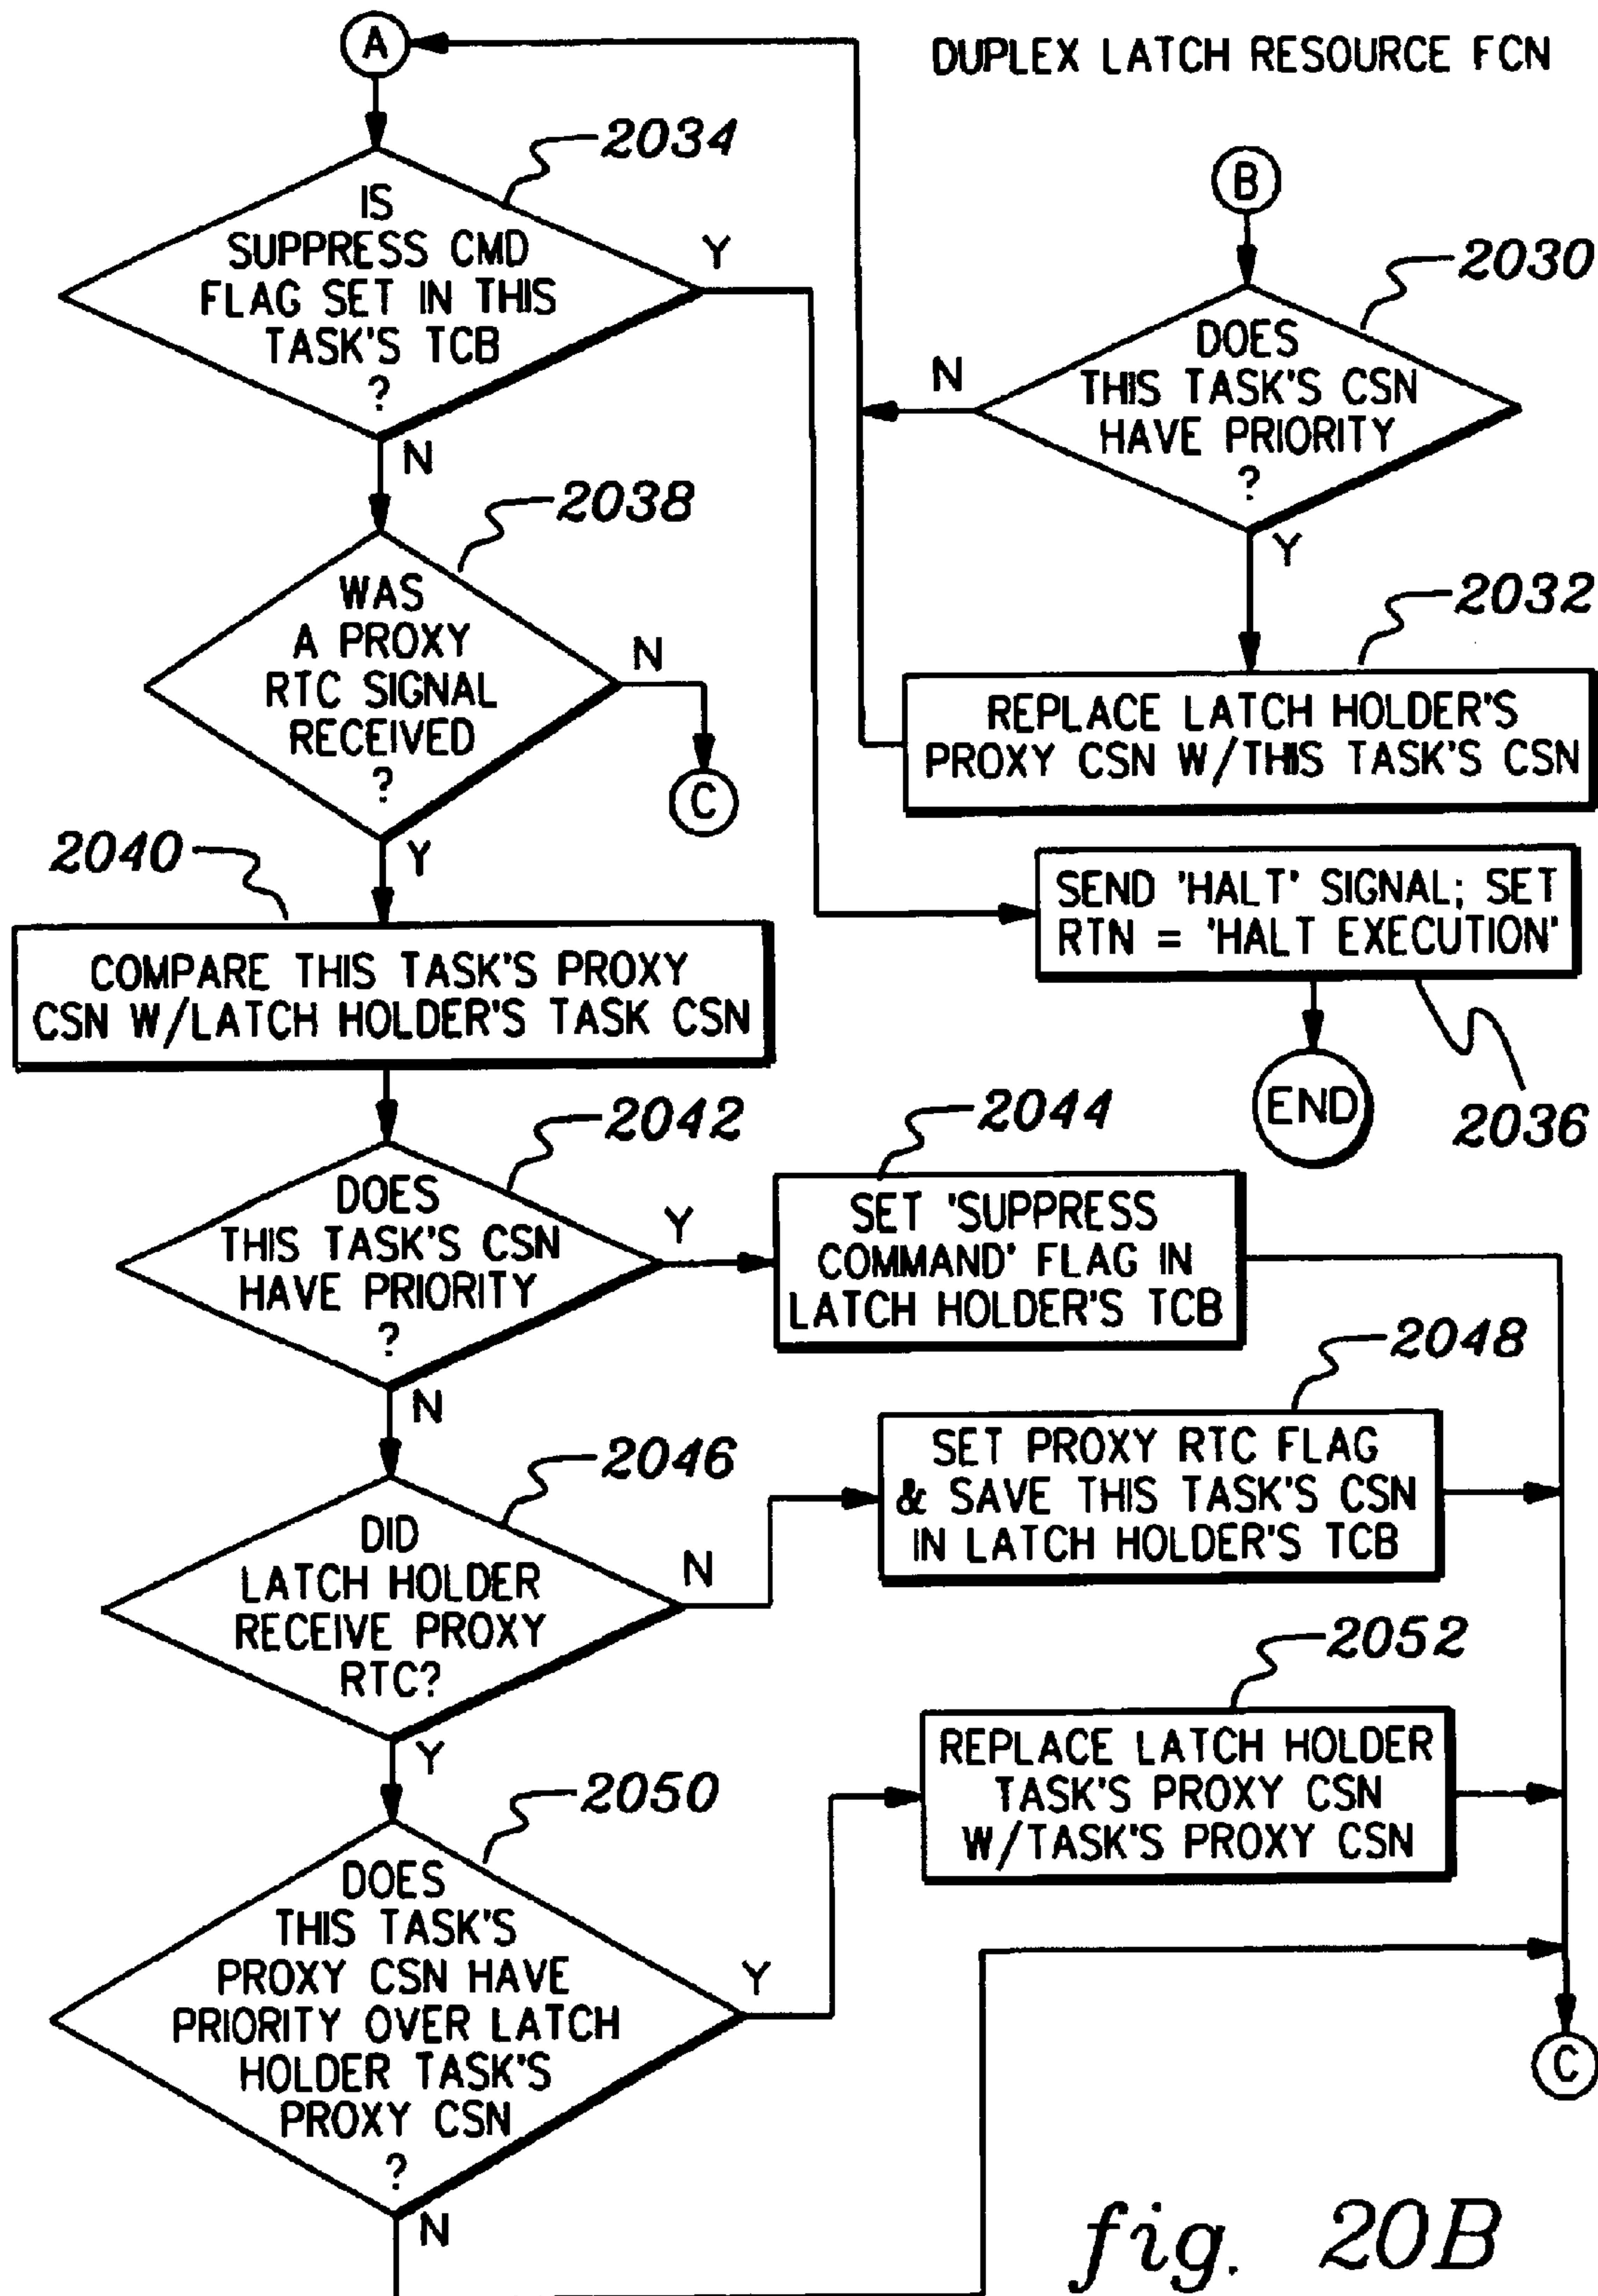 A
DUPLEX LATCH RESOURCE FCN
2034
IS
SUPPRESS CMD
FLAG SET IN THIS
TASK'S TCB
?
Y
N
B
2030
DOES
THIS TASK'S CSN
HAVE PRIORITY
?
N
Y
2032
REPLACE LATCH HOLDER'S
PROXY CSN W/THIS TASK'S CSN
2038
WAS
A PROXY
RTC SIGNAL
RECEIVED
?
N
C
Y
SEND 'HALT' SIGNAL; SET
RTN = 'HALT EXECUTION'
END
2036
2040
COMPARE THIS TASK'S PROXY
CSN W/LATCH HOLDER'S TASK CSN
2042
DOES
THIS TASK'S CSN
HAVE PRIORITY
?
Y
N
2044
SET 'SUPPRESS
COMMAND' FLAG IN
LATCH HOLDER'S TCB
2046
DID
LATCH HOLDER
RECEIVE PROXY
RTC?
N
Y
2048
SET PROXY RTC FLAG
& SAVE THIS TASK'S CSN
IN LATCH HOLDER'S TCB
2050
DOES
THIS TASK'S
PROXY CSN HAVE
PRIORITY OVER LATCH
HOLDER TASK'S
PROXY CSN
?
Y
N
2052
REPLACE LATCH HOLDER
TASK'S PROXY CSN
W/TASK'S PROXY CSN
C
fig. 20B